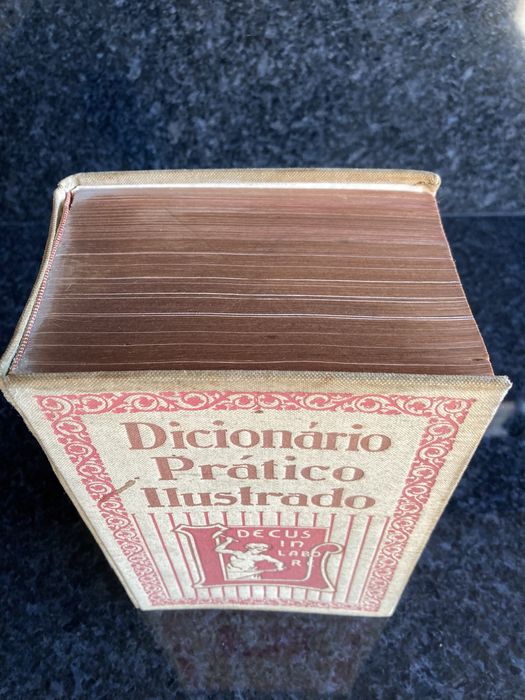 Dicionário
Prático
Ilustrado
DECUS
IN
LABO
R